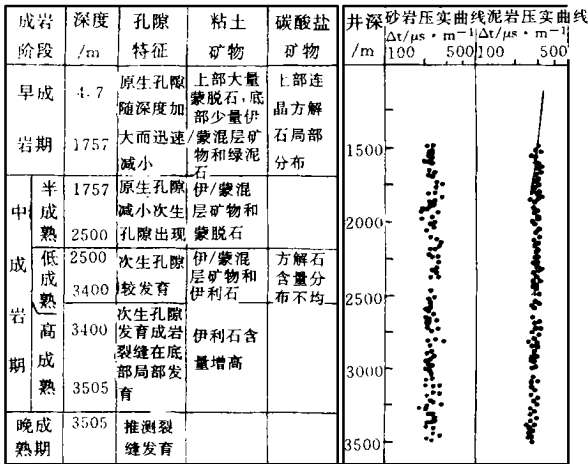 成岩 深度 孔隙 粘土 碳酸盐
阶段 /m 特征 矿物 矿物
早成
岩期
4.7
1757
原生孔隙
随深度加
大而迅速
减小
上部大量
蒙脱石,底
部少量伊
/蒙混层矿
物和绿泥
石
上部连
晶方解
石局部
分布
中
成
岩
期
半
成
熟
1757
2500
原生孔隙
减小次生
孔隙出现
伊/蒙混
层矿物和
蒙脱石
低
成
熟
2500
3400
次生孔隙
较发育
伊/蒙混
层矿物和
伊利石
方解石
含量分
布不均
高
成
熟
3400
3505
次生孔隙
发育成岩
裂缝在底
部局部发
育
伊利石含
量增高
晚成
熟期
3505
推测裂
缝发育
井深
/m
砂岩压实曲线
Δt/μs·m⁻¹
100 500
泥岩压实曲线
Δt/μs·m⁻¹
100 500
1500
2000
2500
3000
3500